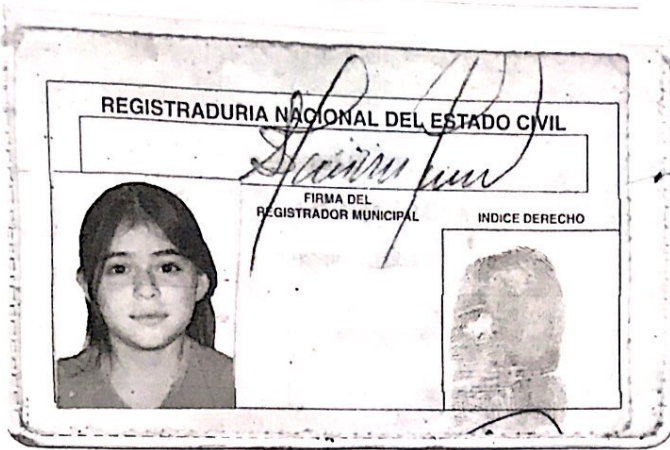 REGISTRADURIA NACIONAL DEL ESTADO CIVIL
FIRMA DEL
REGISTRADOR MUNICIPAL
INDICE DERECHO